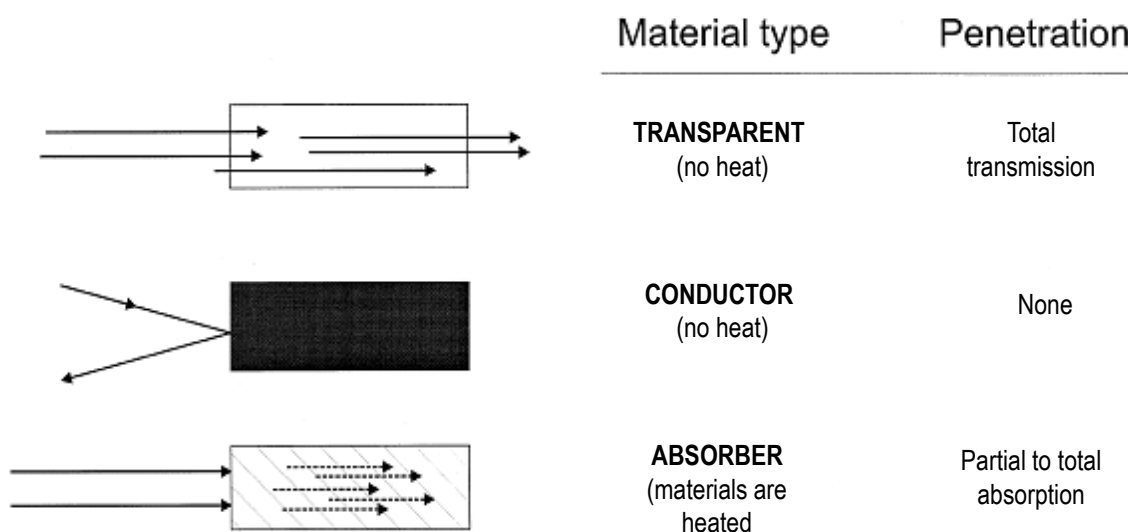 Material type Penetration
TRANSPARENT Total
(no heat) transmission
CONDUCTOR None
(no heat)
ABSORBER Partial to total
(materials are absorption
heated